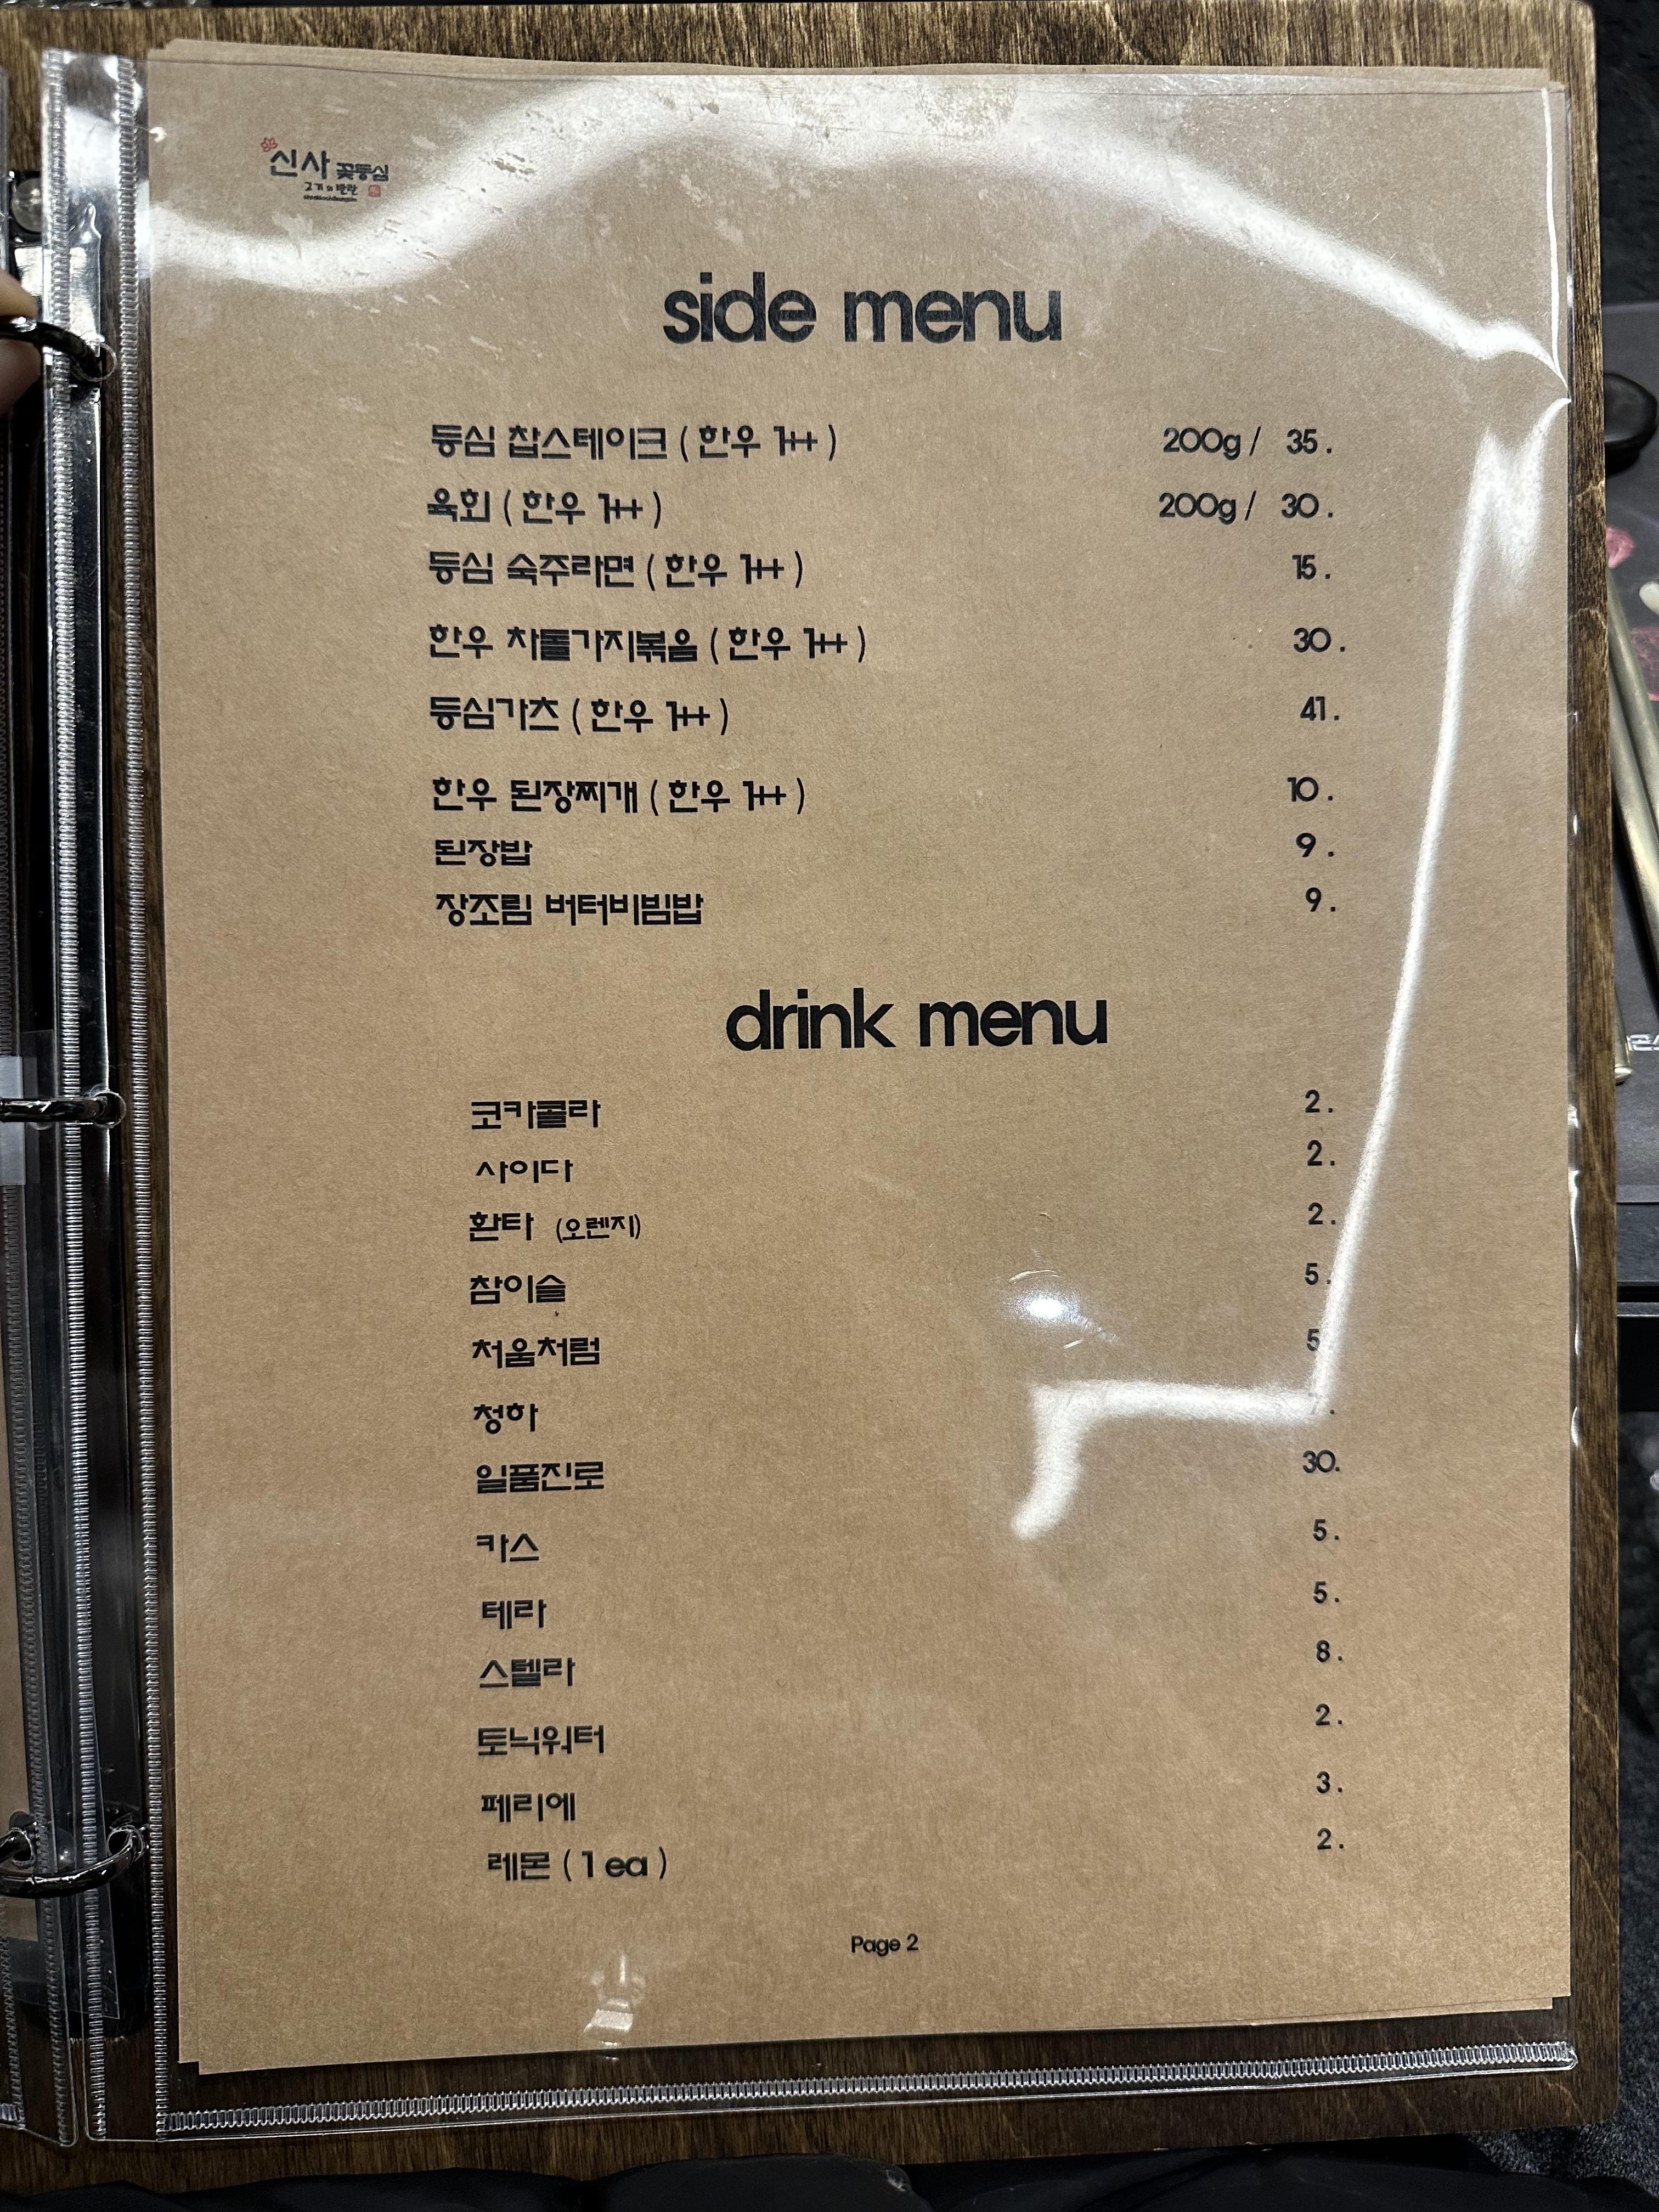 신사 꽃등심
고기의 반란
side menu
등심 찹스테이크 ( 한우 1++ ) 200g / 35 .
육회 ( 한우 1++ ) 200g / 30 .
등심 숙주라면 ( 한우 1++ ) 15 .
한우 차돌가지볶음 ( 한우 1++ ) 30 .
등심가츠 ( 한우 1++ ) 41 .
한우 된장찌개 ( 한우 1++ ) 10 .
된장밥 9 .
장조림 버터비빔밥 9 .
drink menu
코카콜라 2 .
사이다 2 .
환타 (오렌지) 2 .
참이슬 5 .
처움처럼 5
청하
일품진로 30.
카스 5 .
테라 5 .
스텔라 8 .
토닉워터 2 .
페리에 3 .
레몬 ( 1 ea ) 2 .
Page 2